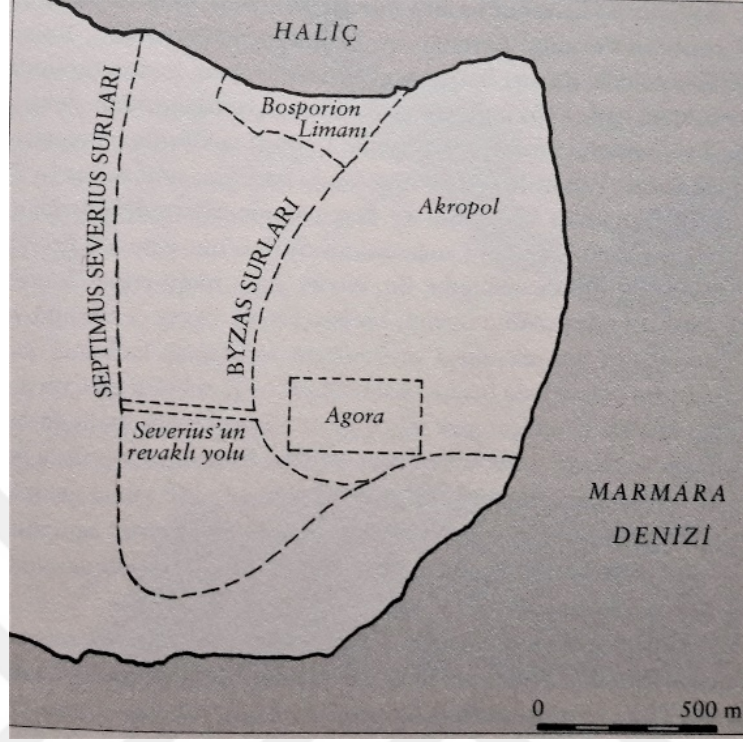 HALİÇ
Bosporion
Limanı
SEPTIMUS SEVERIUS SURLARI
BYZAS SURLARI
Akropol
Agora
Severius'un
revaklı yolu
MARMARA
DENİZİ
0 500 m